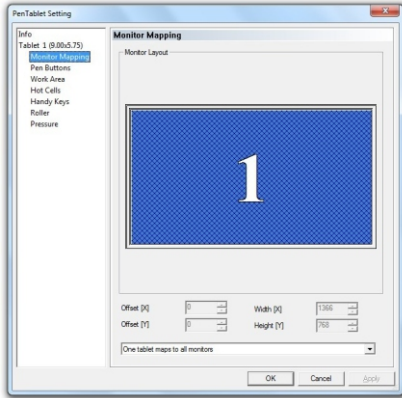 PenTablet Setting
Info
Tablet 1 (9.00x5.75)
Monitor Mapping
Pen Buttons
Work Area
Hot Cells
Handy Keys
Roller
Pressure
Monitor Mapping
Monitor Layout
1
Offset [X] 0 Width [X] 1366
Offset [Y] 0 Height [Y] 768
One tablet maps to all monitors
OK Cancel Apply